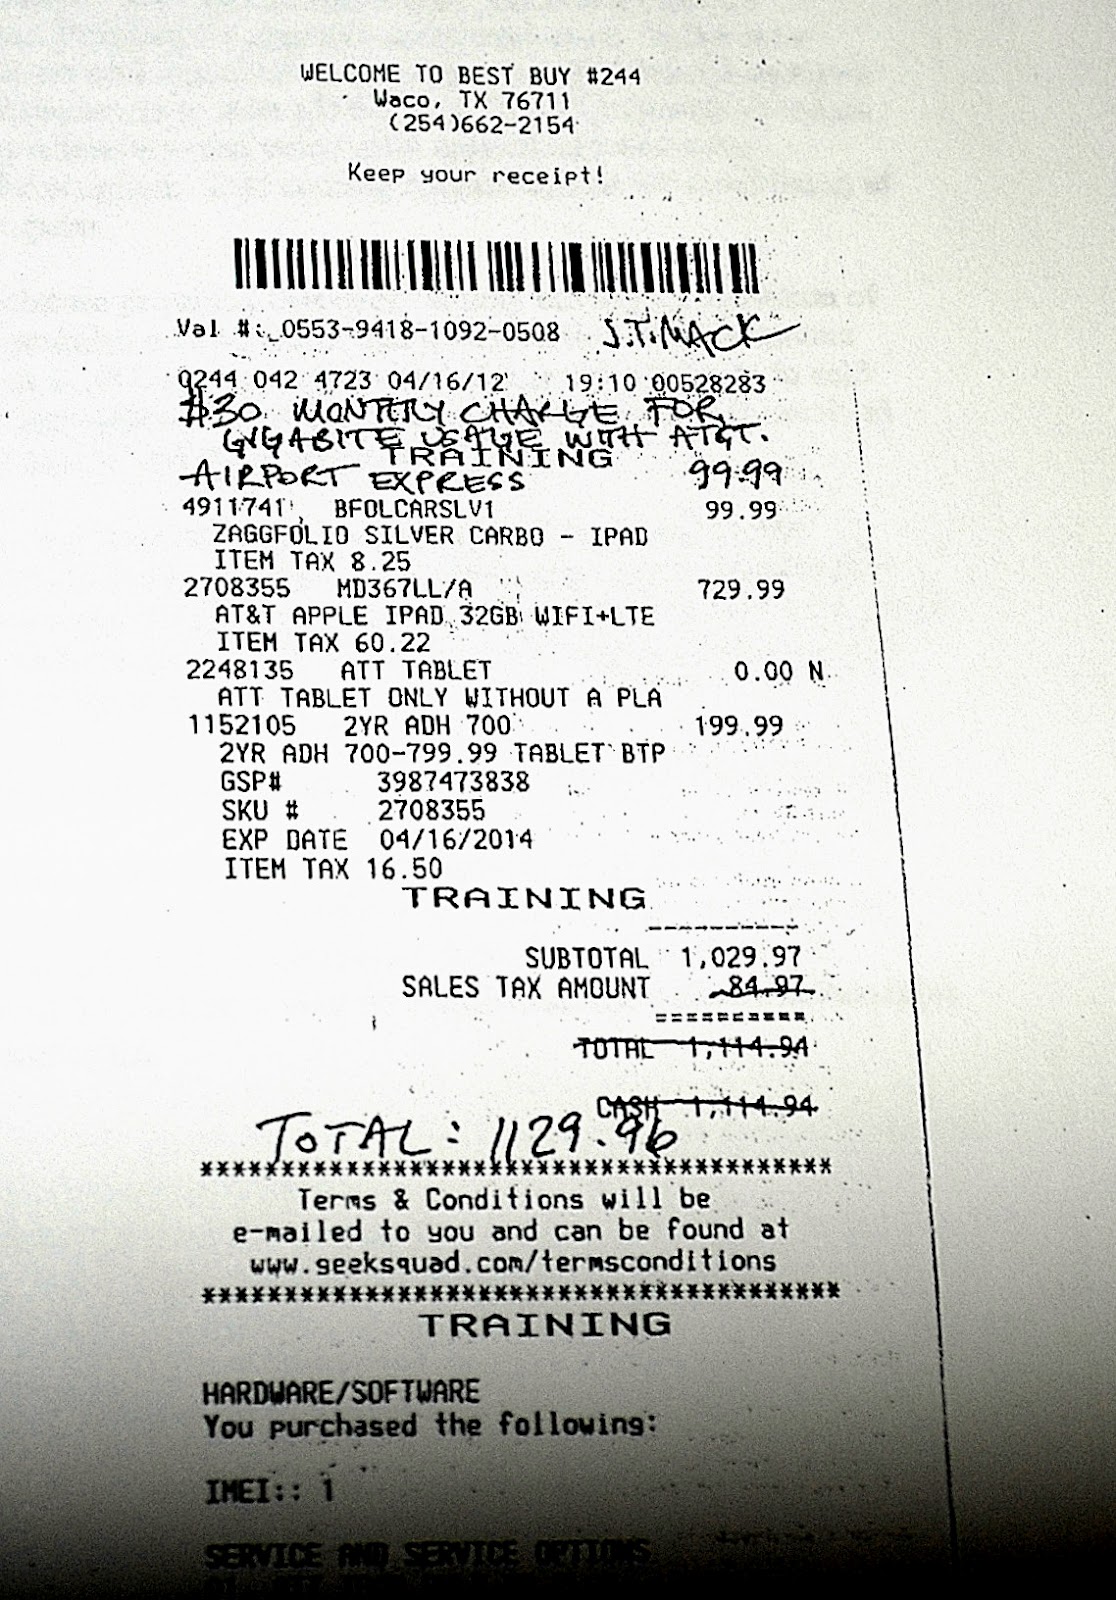 WELCOME TO BEST BUY #244
Waco, TX 76711
(254)662-2154
Keep your receipt!
Val #: 0553-9418-1092-0508 J.T.MACK
0244 042 4723 04/16/12 19:10 00528283
$30 MONTHLY CHARGE FOR
GIGABITE USAGE WITH AT&T.
TRAINING
AIRPORT EXPRESS 99.99
4911741 BFOLCARSLV1 99.99
ZAGGFOLIO SILVER CARBO - IPAD
ITEM TAX 8.25
2708355 MD367LL/A 729.99
AT&T APPLE IPAD 32GB WIFI+LTE
ITEM TAX 60.22
2248135 ATT TABLET 0.00 N
ATT TABLET ONLY WITHOUT A PLA
1152105 2YR ADH 700 199.99
2YR ADH 700-799.99 TABLET BTP
GSP# 3987473838
SKU # 2708355
EXP DATE 04/16/2014
ITEM TAX 16.50
TRAINING
----------
SUBTOTAL 1,029.97
SALES TAX AMOUNT 84.97
==========
TOTAL 1,114.94
CASH 1,114.94
TOTAL: 1129.96
***************************************
Terms & Conditions will be
e-mailed to you and can be found at
www.geeksquad.com/termsconditions
***************************************
TRAINING
HARDWARE/SOFTWARE
You purchased the following:
IMEI:: 1
SERVICE AND SERVICE OPTIONS